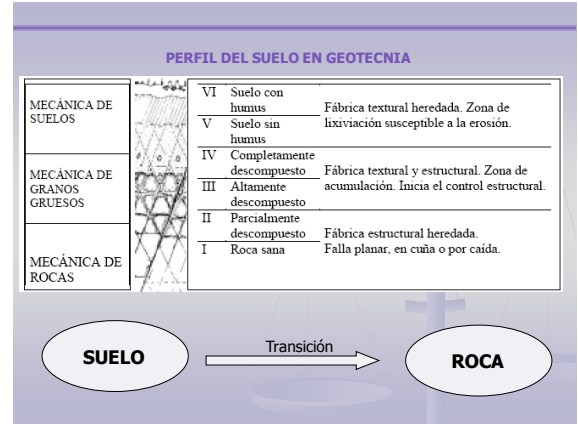 PERFIL DEL SUELO EN GEOTECNIA
MECÁNICA DE
SUELOS
MECÁNICA DE
GRANOS
GRUESOS
MECÁNICA DE
ROCAS
VI Suelo con
humus
V Suelo sin
humus
Fábrica textural heredada. Zona de
lixiviación susceptible a la erosión.
IV Completamente
descompuesto
III Altamente
descompuesto
Fábrica textural y estructural. Zona de
acumulación. Inicia el control estructural.
II Parcialmente
descompuesto
I Roca sana
Fábrica estructural heredada.
Falla planar, en cuña o por caída.
SUELO
Transición
ROCA